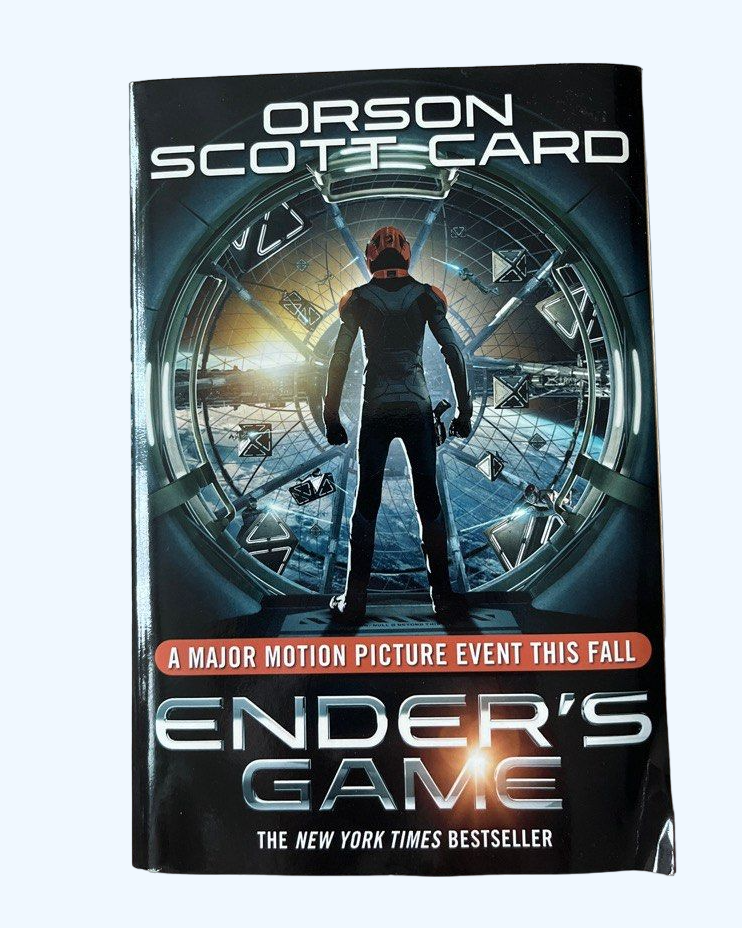 ORSON
SCOTT CARD
A MAJOR MOTION PICTURE EVENT THIS FALL
ENDER'S
GAME
THE NEW YORK TIMES BESTSELLER